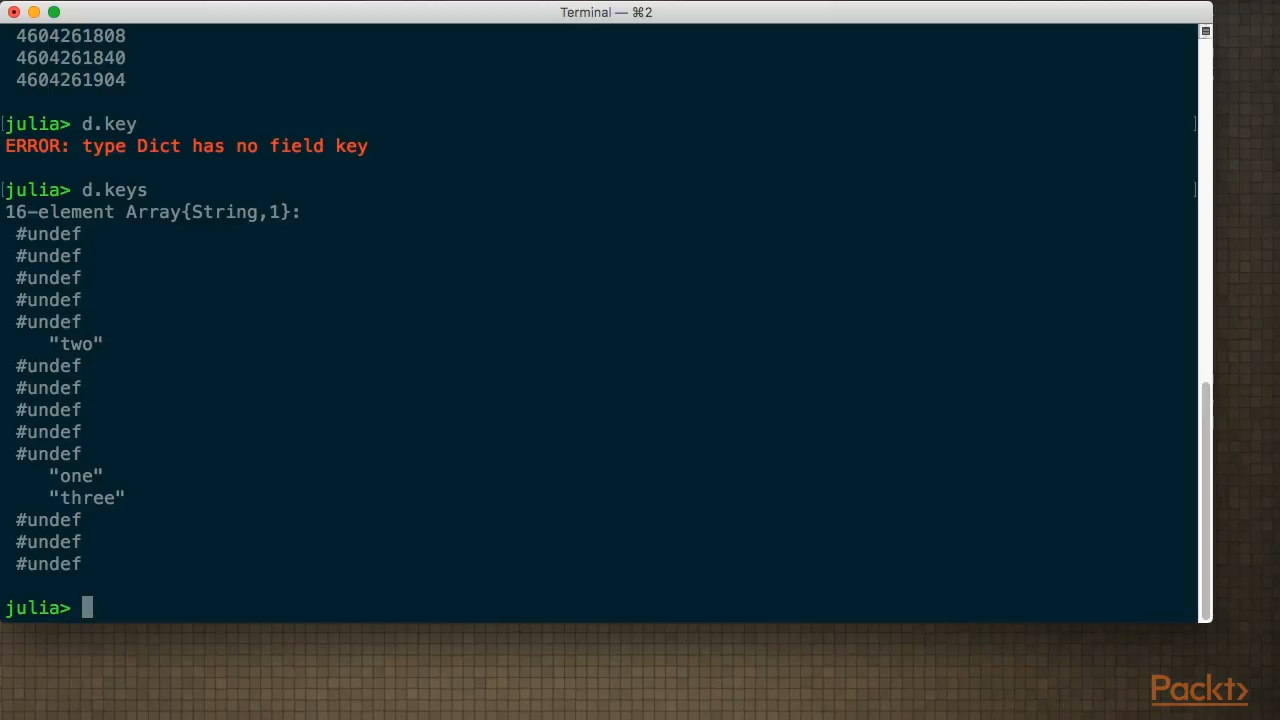 Terminal — ⌘2
4604261808
4604261840
4604261904
[julia> d.key ]
ERROR: type Dict has no field key
[julia> d.keys ]
16-element Array{String,1}:
#undef
#undef
#undef
#undef
#undef
"two"
#undef
#undef
#undef
#undef
#undef
"one"
"three"
#undef
#undef
#undef
julia>
Packt>